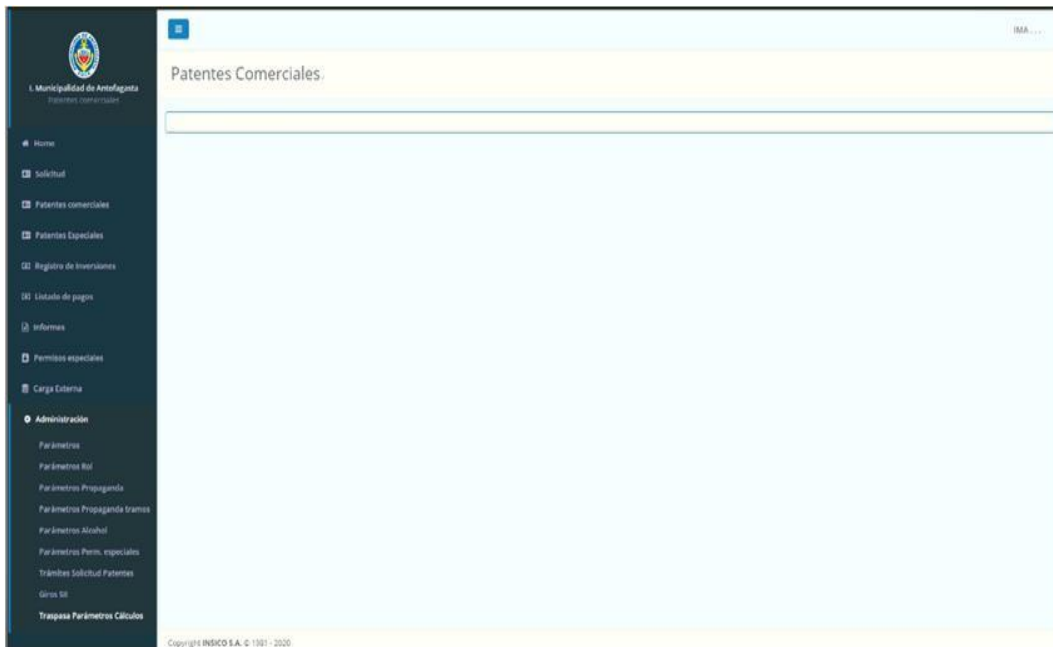 I. Municipalidad de Antofagasta
Patentes comerciales
Home
Solicitud
Patentes comerciales
Patentes Especiales
Registro de Inversiones
Listado de pagos
Informes
Permisos especiales
Carga Externa
Administración
Parámetros
Parámetros Rol
Parámetros Propaganda
Parámetros Propaganda tramos
Parámetros Alcohol
Parámetros Perm. especiales
Trámites Solicitud Patentes
Giros SII
Traspasa Parámetros Cálculos
IMA . . .
Patentes Comerciales
Copyright INSICO S.A. © 1981 - 2020